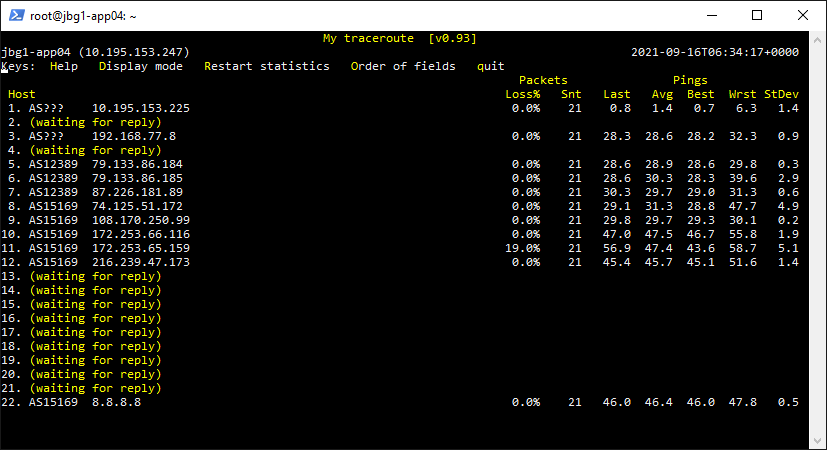 root@jbg1-app04: ~
My traceroute [v0.93]
jbg1-app04 (10.195.153.247) 2021-09-16T06:34:17+0000
Keys: Help Display mode Restart statistics Order of fields quit
Packets Pings
Host Loss% Snt Last Avg Best Wrst StDev
1. AS??? 10.195.153.225 0.0% 21 0.8 1.4 0.7 6.3 1.4
2. (waiting for reply)
3. AS??? 192.168.77.8 0.0% 21 28.3 28.6 28.2 32.3 0.9
4. (waiting for reply)
5. AS12389 79.133.86.184 0.0% 21 28.6 28.9 28.6 29.8 0.3
6. AS12389 79.133.86.185 0.0% 21 28.6 30.3 28.3 39.6 2.9
7. AS12389 87.226.181.89 0.0% 21 30.3 29.7 29.0 31.3 0.6
8. AS15169 74.125.51.172 0.0% 21 29.1 31.3 28.8 47.7 4.9
9. AS15169 108.170.250.99 0.0% 21 29.8 29.7 29.3 30.1 0.2
10. AS15169 172.253.66.116 0.0% 21 47.0 47.5 46.7 55.8 1.9
11. AS15169 172.253.65.159 19.0% 21 56.9 47.4 43.6 58.7 5.1
12. AS15169 216.239.47.173 0.0% 21 45.4 45.7 45.1 51.6 1.4
13. (waiting for reply)
14. (waiting for reply)
15. (waiting for reply)
16. (waiting for reply)
17. (waiting for reply)
18. (waiting for reply)
19. (waiting for reply)
20. (waiting for reply)
21. (waiting for reply)
22. AS15169 8.8.8.8 0.0% 21 46.0 46.4 46.0 47.8 0.5